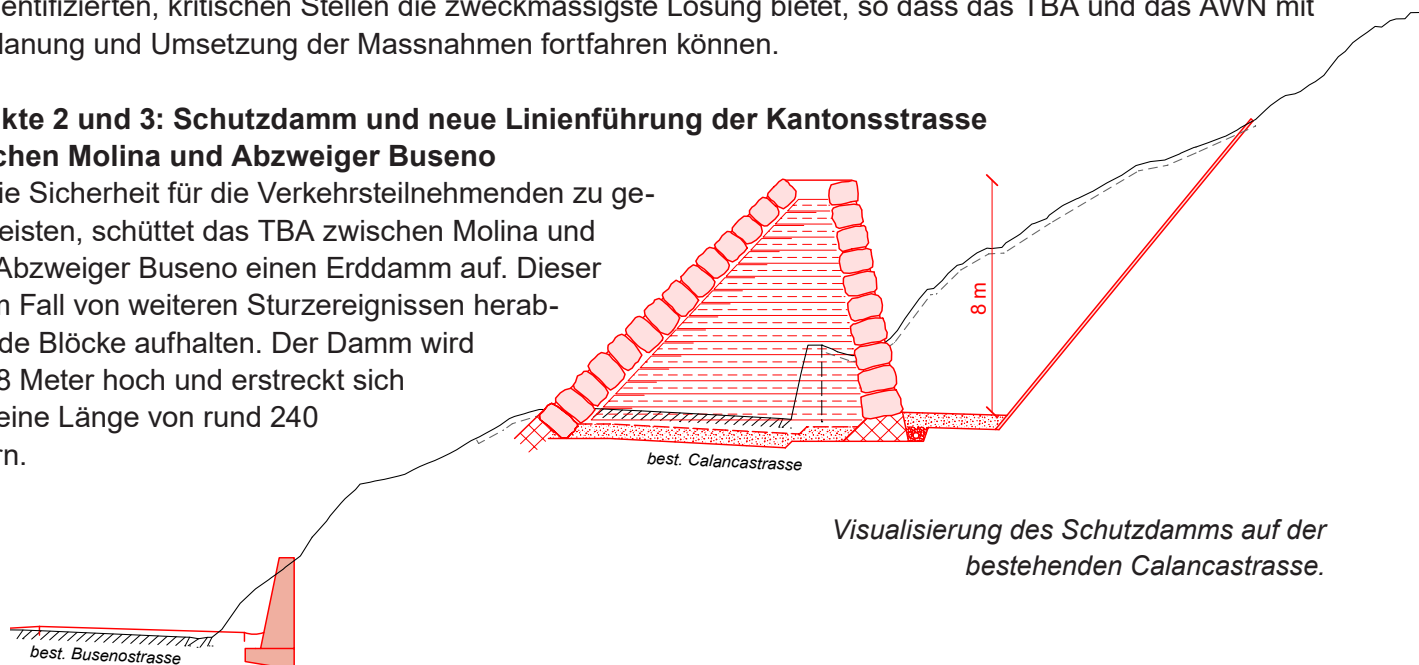 entifizierten, kritischen Stellen die zweckmässigste Lösung bietet, so dass das TBA und das AWN mit
lanung und Umsetzung der Massnahmen fortfahren können.
kte 2 und 3: Schutzdamm und neue Linienführung der Kantonsstrasse
chen Molina und Abzweiger Buseno
ie Sicherheit für die Verkehrsteilnehmenden zu ge-
eisten, schüttet das TBA zwischen Molina und
Abzweiger Buseno einen Erddamm auf. Dieser
m Fall von weiteren Sturzereignissen herab-
de Blöcke aufhalten. Der Damm wird
8 Meter hoch und erstreckt sich
eine Länge von rund 240
rn.
8 m
best. Calancastrasse
Visualisierung des Schutzdamms auf der
bestehenden Calancastrasse.
best. Busenostrasse